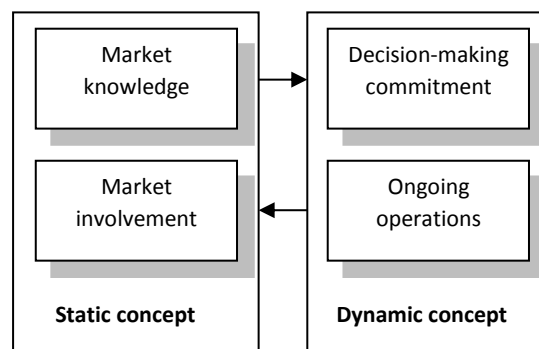 Market
knowledge
Decision-making
commitment
Market
involvement
Ongoing
operations
Static concept
Dynamic concept